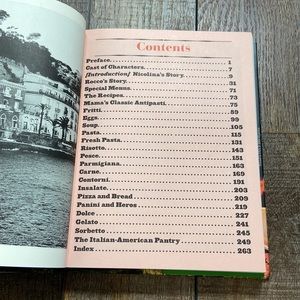 Contents
Preface. 1
Cast of Characters. 7
[Introduction] Nicolina's Story. 9
Rocco's Story. 31
Special Menus. 71
The Recipes. 73
Mama's Classic Antipasti. 75
Fritti. 89
Eggs. 99
Soup. 105
Pasta. 115
Fresh Pasta. 131
Risotto. 143
Pesce. 151
Parmigiana. 163
Carne. 169
Contorni. 191
Insalate. 203
Pizza and Bread. 209
Panini and Heros. 219
Dolce. 227
Gelato. 241
Sorbetto. 245
The Italian-American Pantry. 249
Index. 263